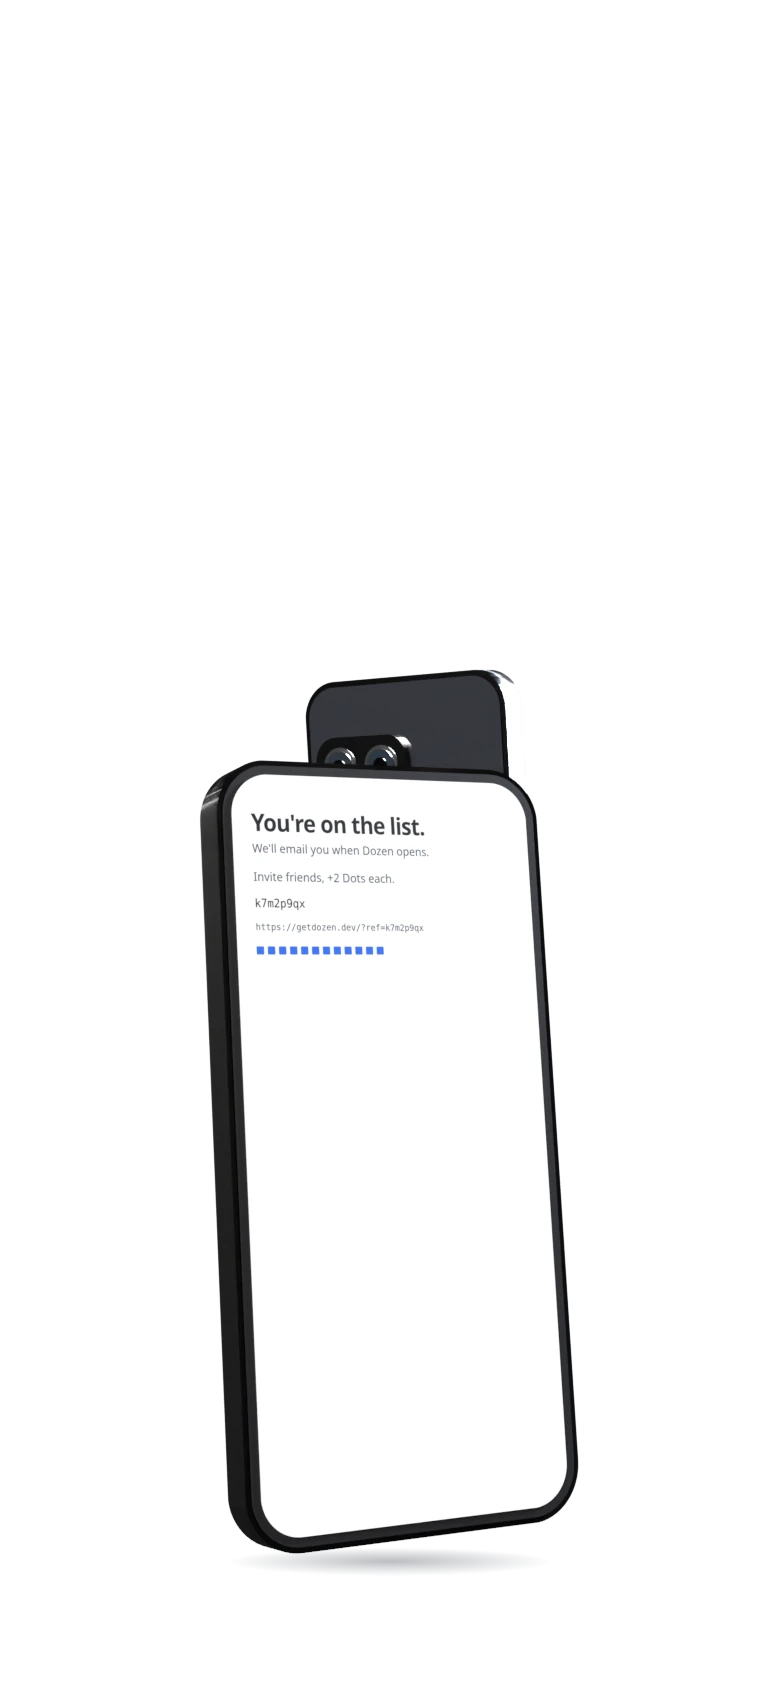 You're on the list.
We'll email you when Dozen opens.
Invite friends, +2 Dots each.
k7m2p9qx
https://getdozen.dev/?ref=k7m2p9qx